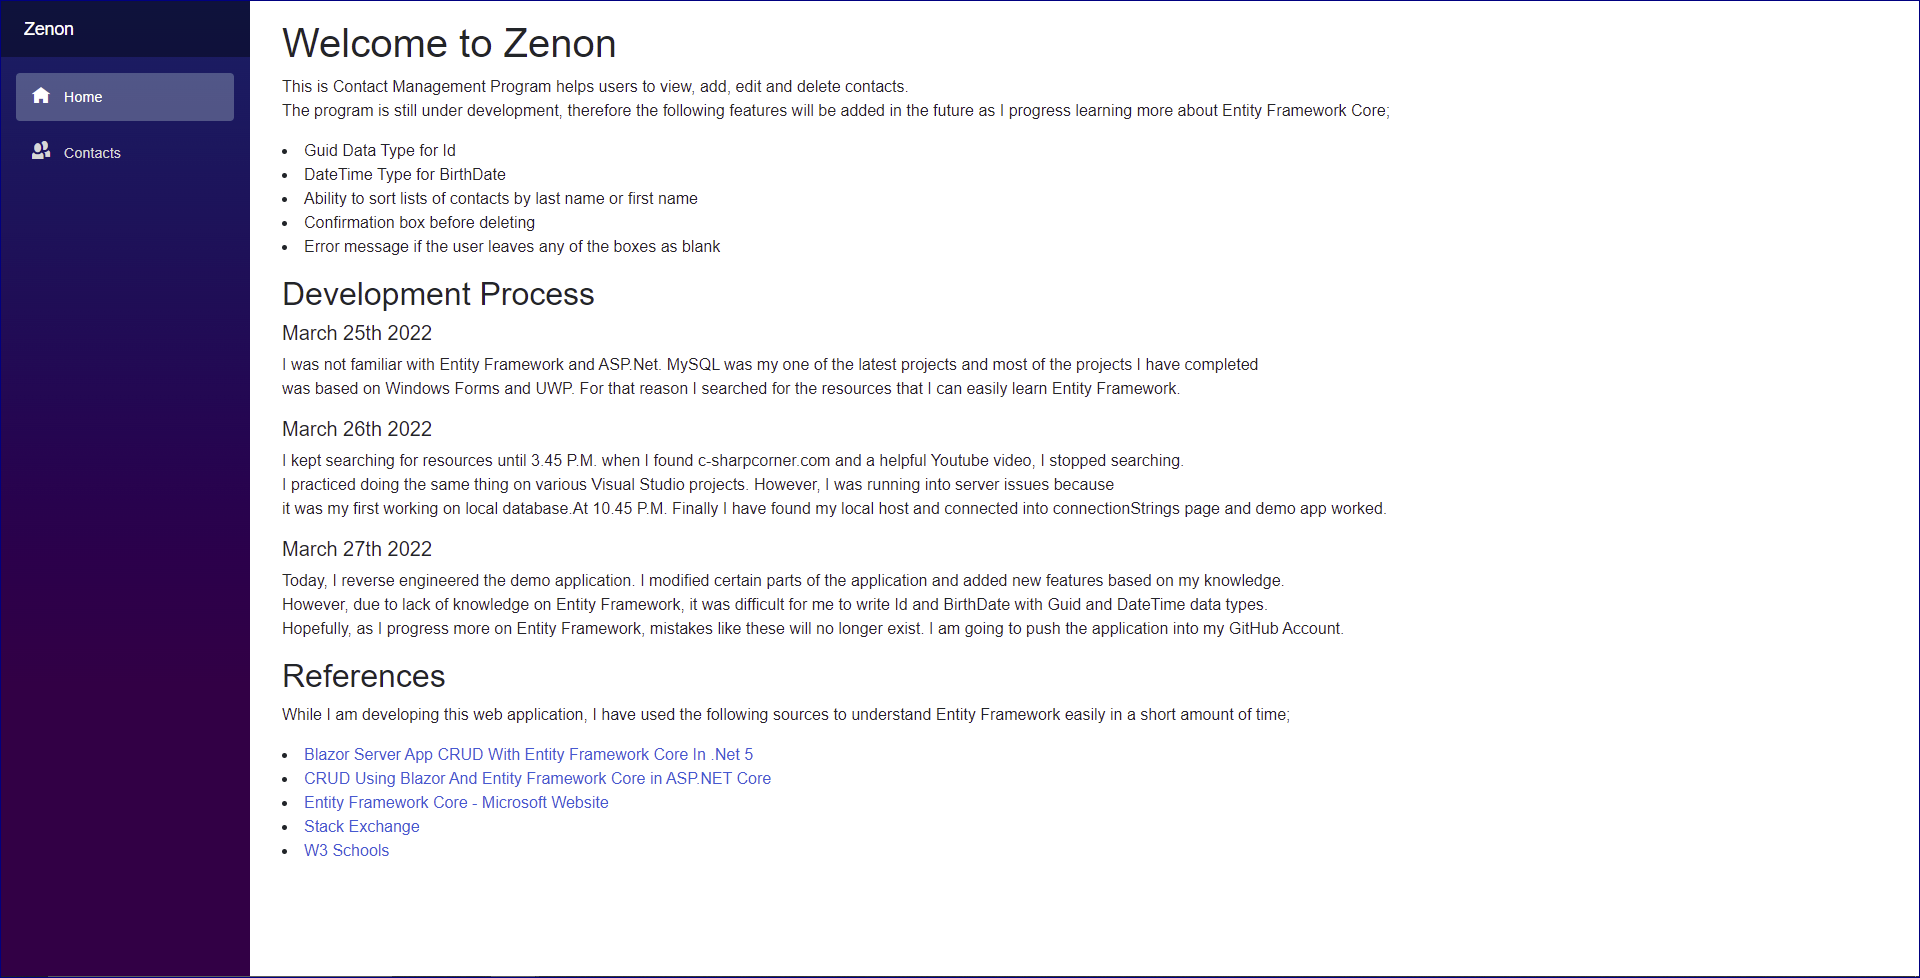 Zenon
Home
Contacts
Welcome to Zenon
This is Contact Management Program helps users to view, add, edit and delete contacts.
The program is still under development, therefore the following features will be added in the future as I progress learning more about Entity Framework Core;
Guid Data Type for Id
DateTime Type for BirthDate
Ability to sort lists of contacts by last name or first name
Confirmation box before deleting
Error message if the user leaves any of the boxes as blank
Development Process
March 25th 2022
I was not familiar with Entity Framework and ASP.Net. MySQL was my one of the latest projects and most of the projects I have completed
was based on Windows Forms and UWP. For that reason I searched for the resources that I can easily learn Entity Framework.
March 26th 2022
I kept searching for resources until 3.45 P.M. when I found c-sharpcorner.com and a helpful Youtube video, I stopped searching.
I practiced doing the same thing on various Visual Studio projects. However, I was running into server issues because
it was my first working on local database.At 10.45 P.M. Finally I have found my local host and connected into connectionStrings page and demo app worked.
March 27th 2022
Today, I reverse engineered the demo application. I modified certain parts of the application and added new features based on my knowledge.
However, due to lack of knowledge on Entity Framework, it was difficult for me to write Id and BirthDate with Guid and DateTime data types.
Hopefully, as I progress more on Entity Framework, mistakes like these will no longer exist. I am going to push the application into my GitHub Account.
References
While I am developing this web application, I have used the following sources to understand Entity Framework easily in a short amount of time;
Blazor Server App CRUD With Entity Framework Core In .Net 5
CRUD Using Blazor And Entity Framework Core in ASP.NET Core
Entity Framework Core - Microsoft Website
Stack Exchange
W3 Schools